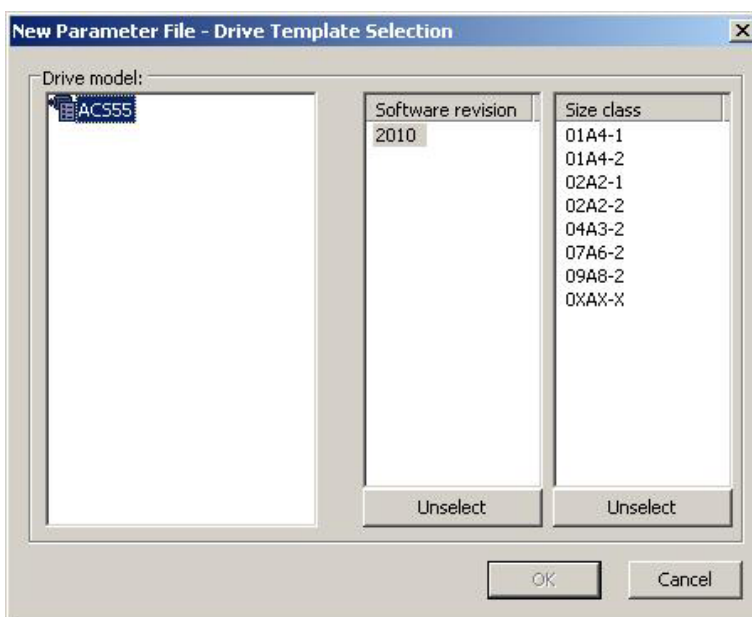 New Parameter File - Drive Template Selection
Drive model:
ACS55
Software revision
2010
Unselect
Size class
01A4-1
01A4-2
02A2-1
02A2-2
04A3-2
07A6-2
09A8-2
0XAX-X
Unselect
OK
Cancel